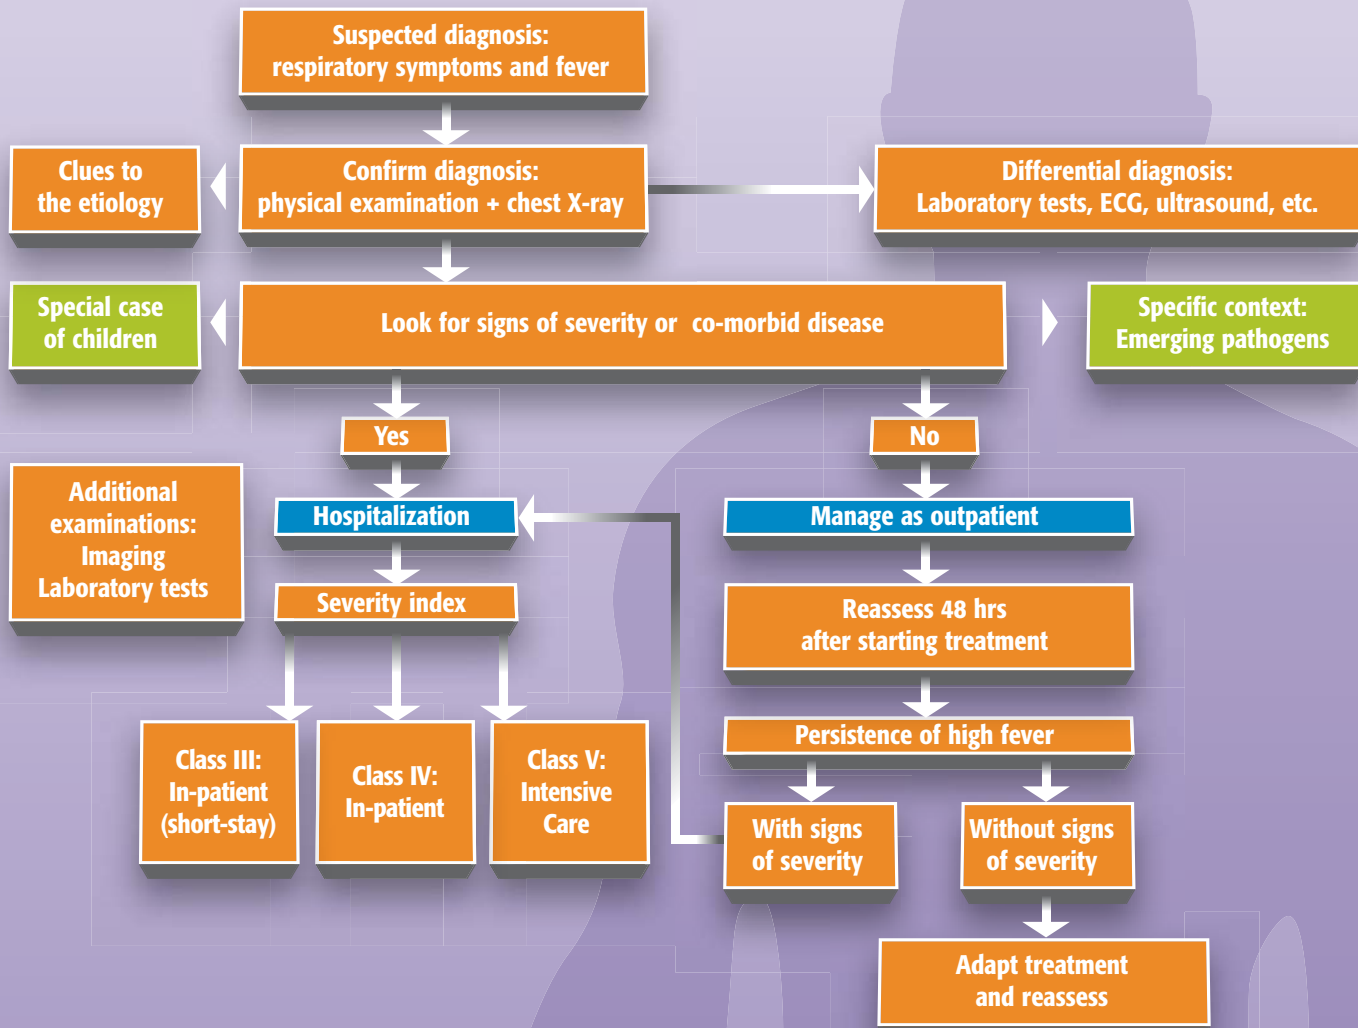 Suspected diagnosis:
respiratory symptoms and fever
Clues to
the etiology
Confirm diagnosis:
physical examination + chest X-ray
Differential diagnosis:
Laboratory tests, ECG, ultrasound, etc.
Special case
of children
Look for signs of severity or co-morbid disease
Specific context:
Emerging pathogens
Yes
No
Additional
examinations:
Imaging
Laboratory tests
Hospitalization
Manage as outpatient
Severity index
Reassess 48 hrs
after starting treatment
Class III:
In-patient
(short-stay)
Class IV:
In-patient
Class V:
Intensive
Care
Persistence of high fever
With signs
of severity
Without signs
of severity
Adapt treatment
and reassess